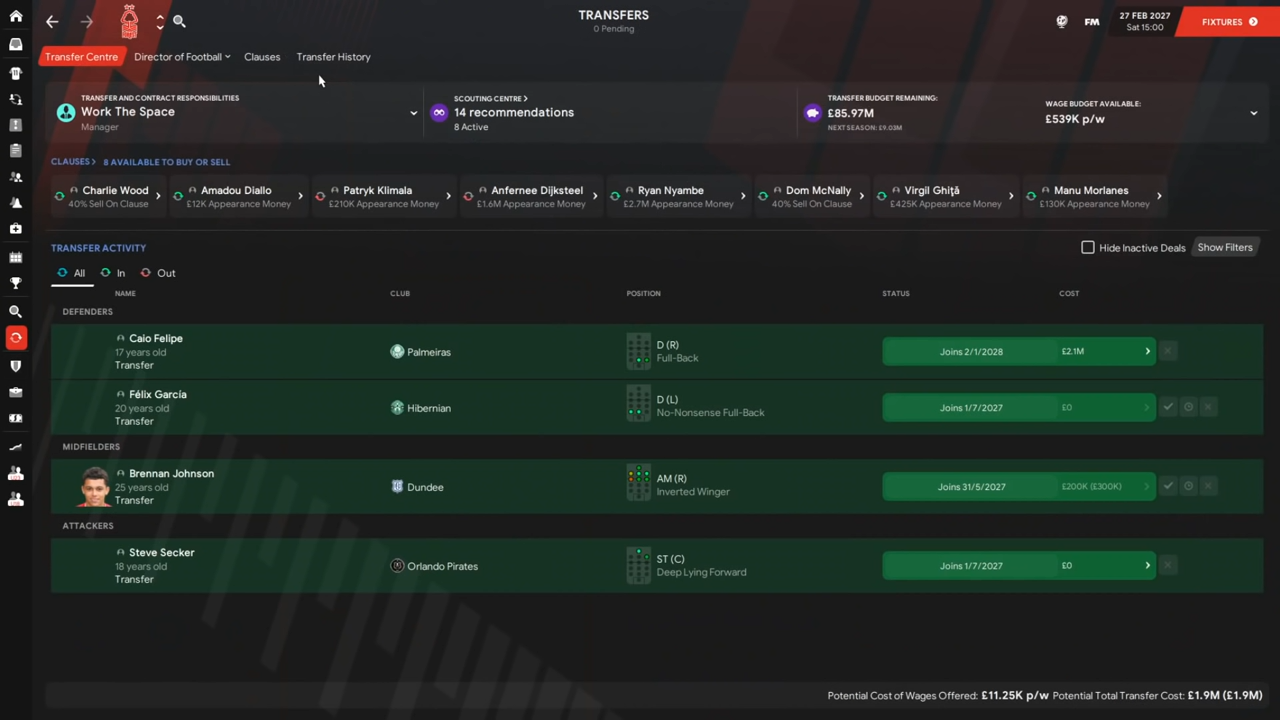 TRANSFERS
0 Pending
FM
27 FEB 2027
Sat 15:00
FIXTURES
Transfer Centre
Director of Football
Clauses
Transfer History
TRANSFER AND CONTRACT RESPONSIBILITIES
Work The Space
Manager
SCOUTING CENTRE >
14 recommendations
8 Active
TRANSFER BUDGET REMAINING:
£85.97M
NEXT SEASON: £9.03M
WAGE BUDGET AVAILABLE:
£539K p/w
CLAUSES > 8 AVAILABLE TO BUY OR SELL
Charlie Wood
40% Sell On Clause
Amadou Diallo
£12K Appearance Money
Patryk Klimala
£210K Appearance Money
Anfernee Dijksteel
£1.6M Appearance Money
Ryan Nyambe
£2.7M Appearance Money
Dom McNally
40% Sell On Clause
Virgil Ghiță
£425K Appearance Money
Manu Morlanes
£130K Appearance Money
TRANSFER ACTIVITY
Hide Inactive Deals
Show Filters
All
In
Out
NAME CLUB POSITION STATUS COST
DEFENDERS
Caio Felipe
17 years old
Transfer
Palmeiras
D (R)
Full-Back
Joins 2/1/2028
£2.1M
Félix García
20 years old
Transfer
Hibernian
D (L)
No-Nonsense Full-Back
Joins 1/7/2027
£0
MIDFIELDERS
Brennan Johnson
25 years old
Transfer
Dundee
AM (R)
Inverted Winger
Joins 31/5/2027
£200K (£300K)
ATTACKERS
Steve Secker
18 years old
Transfer
Orlando Pirates
ST (C)
Deep Lying Forward
Joins 1/7/2027
£0
Potential Cost of Wages Offered: £11.25K p/w Potential Total Transfer Cost: £1.9M (£1.9M)